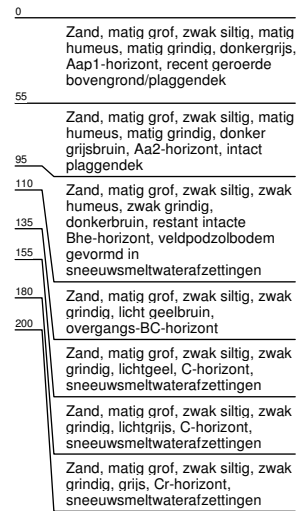 0
Zand, matig grof, zwak siltig, matig
humeus, matig grindig, donkergrijs,
Aap1-horizont, recent geroerde
bovengrond/plaggendek
55
Zand, matig grof, zwak siltig, matig
humeus, matig grindig, donker
grijsbruin, Aa2-horizont, intact
plaggendek
95
Zand, matig grof, zwak siltig, zwak
humeus, zwak grindig,
donkerbruin, restant intacte
Bhe-horizont, veldpodzolbodem
gevormd in
sneeuwsmeltwaterafzettingen
110
Zand, matig grof, zwak siltig, zwak
grindig, licht geelbruin,
overgangs-BC-horizont
135
Zand, matig grof, zwak siltig, zwak
grindig, lichtgeel, C-horizont,
sneeuwsmeltwaterafzettingen
155
Zand, matig grof, zwak siltig, zwak
grindig, lichtgrijs, C-horizont,
sneeuwsmeltwaterafzettingen
180
Zand, matig grof, zwak siltig, zwak
grindig, grijs, Cr-horizont,
sneeuwsmeltwaterafzettingen
200